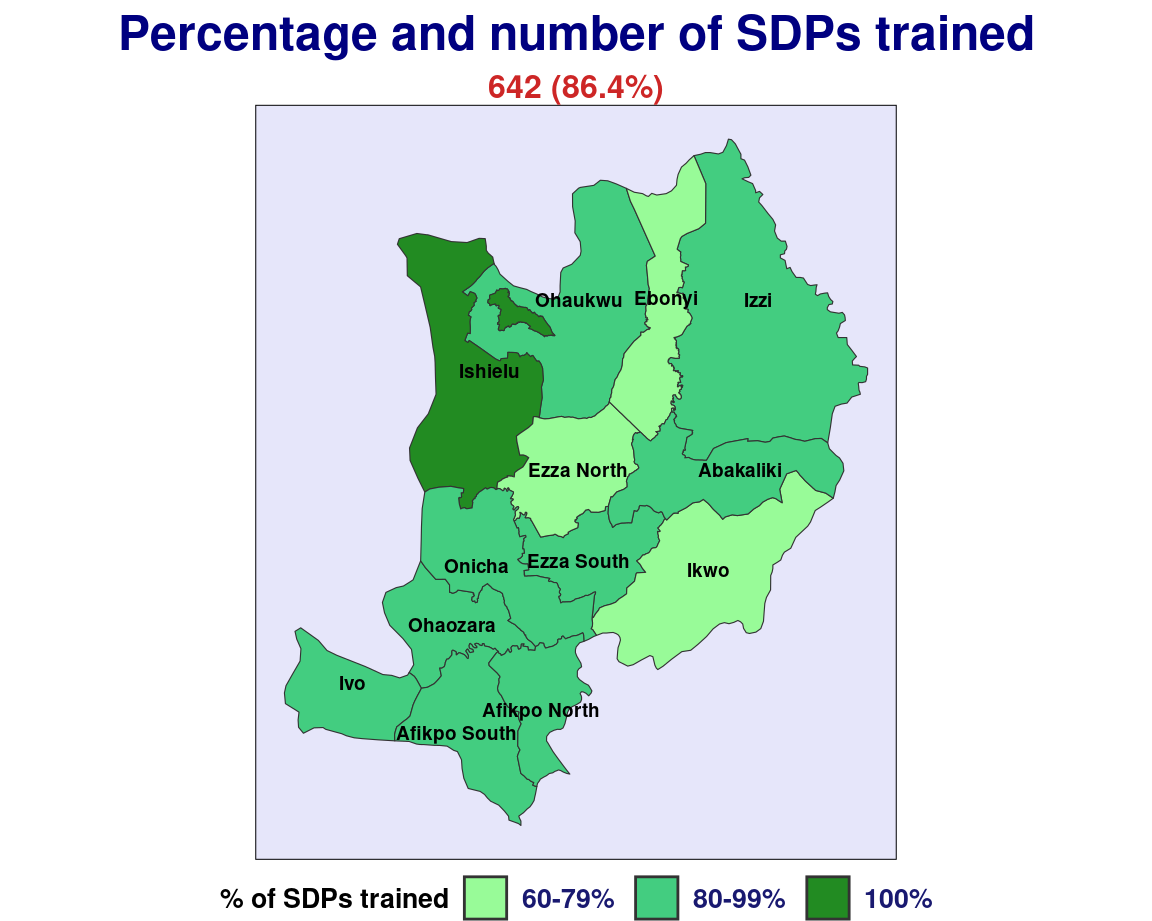 Percentage and number of SDPs trained
642 (86.4%)
Ohaukwu
Ebonyi
Izzi
Ishielu
Ezza North
Abakaliki
Ezza South
Onicha
Ikwo
Ohaozara
Ivo
Afikpo North
Afikpo South
% of SDPs trained 60-79% 80-99% 100%